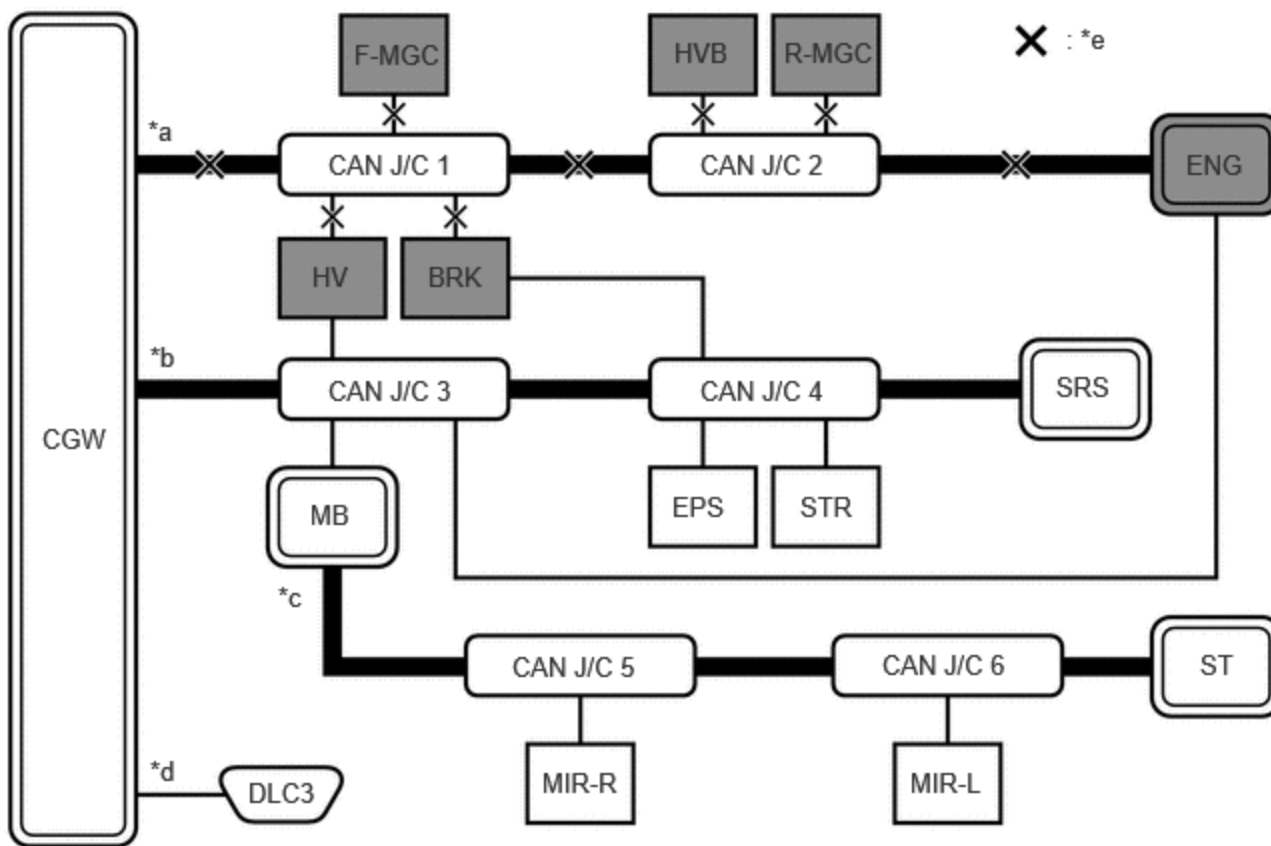 F-MGC
HVB
R-MGC
: *e
*a
CAN J/C 1
CAN J/C 2
ENG
HV
BRK
*b
CAN J/C 3
CAN J/C 4
SRS
CGW
MB
EPS
STR
*c
CAN J/C 5
CAN J/C 6
ST
*d
DLC3
MIR-R
MIR-L